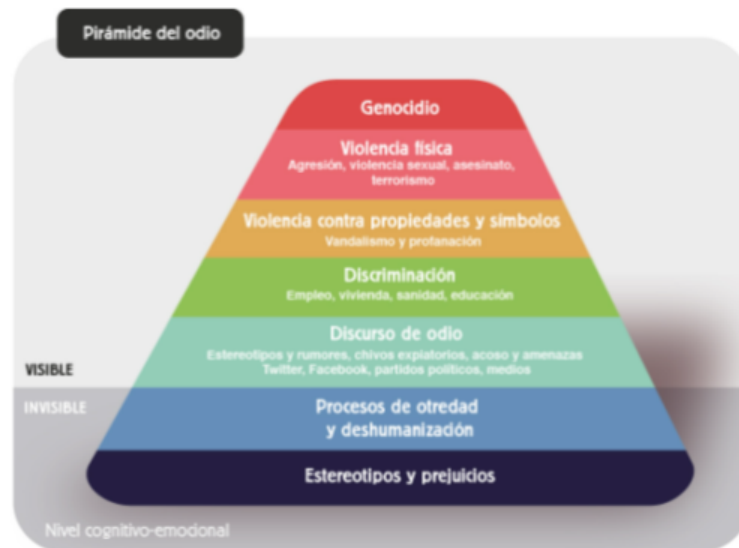 Pirámide del odio
Genocidio
Violencia física
Agresión, violencia sexual, asesinato,
terrorismo
Violencia contra propiedades y símbolos
Vandalismo y profanación
Discriminación
Empleo, vivienda, sanidad, educación
Discurso de odio
Estereotipos y rumores, chivos expiatorios, acoso y amenazas
Twitter, Facebook, partidos políticos, medios
VISIBLE
INVISIBLE
Procesos de otredad
y deshumanización
Estereotipos y prejuicios
Nivel cognitivo-emocional